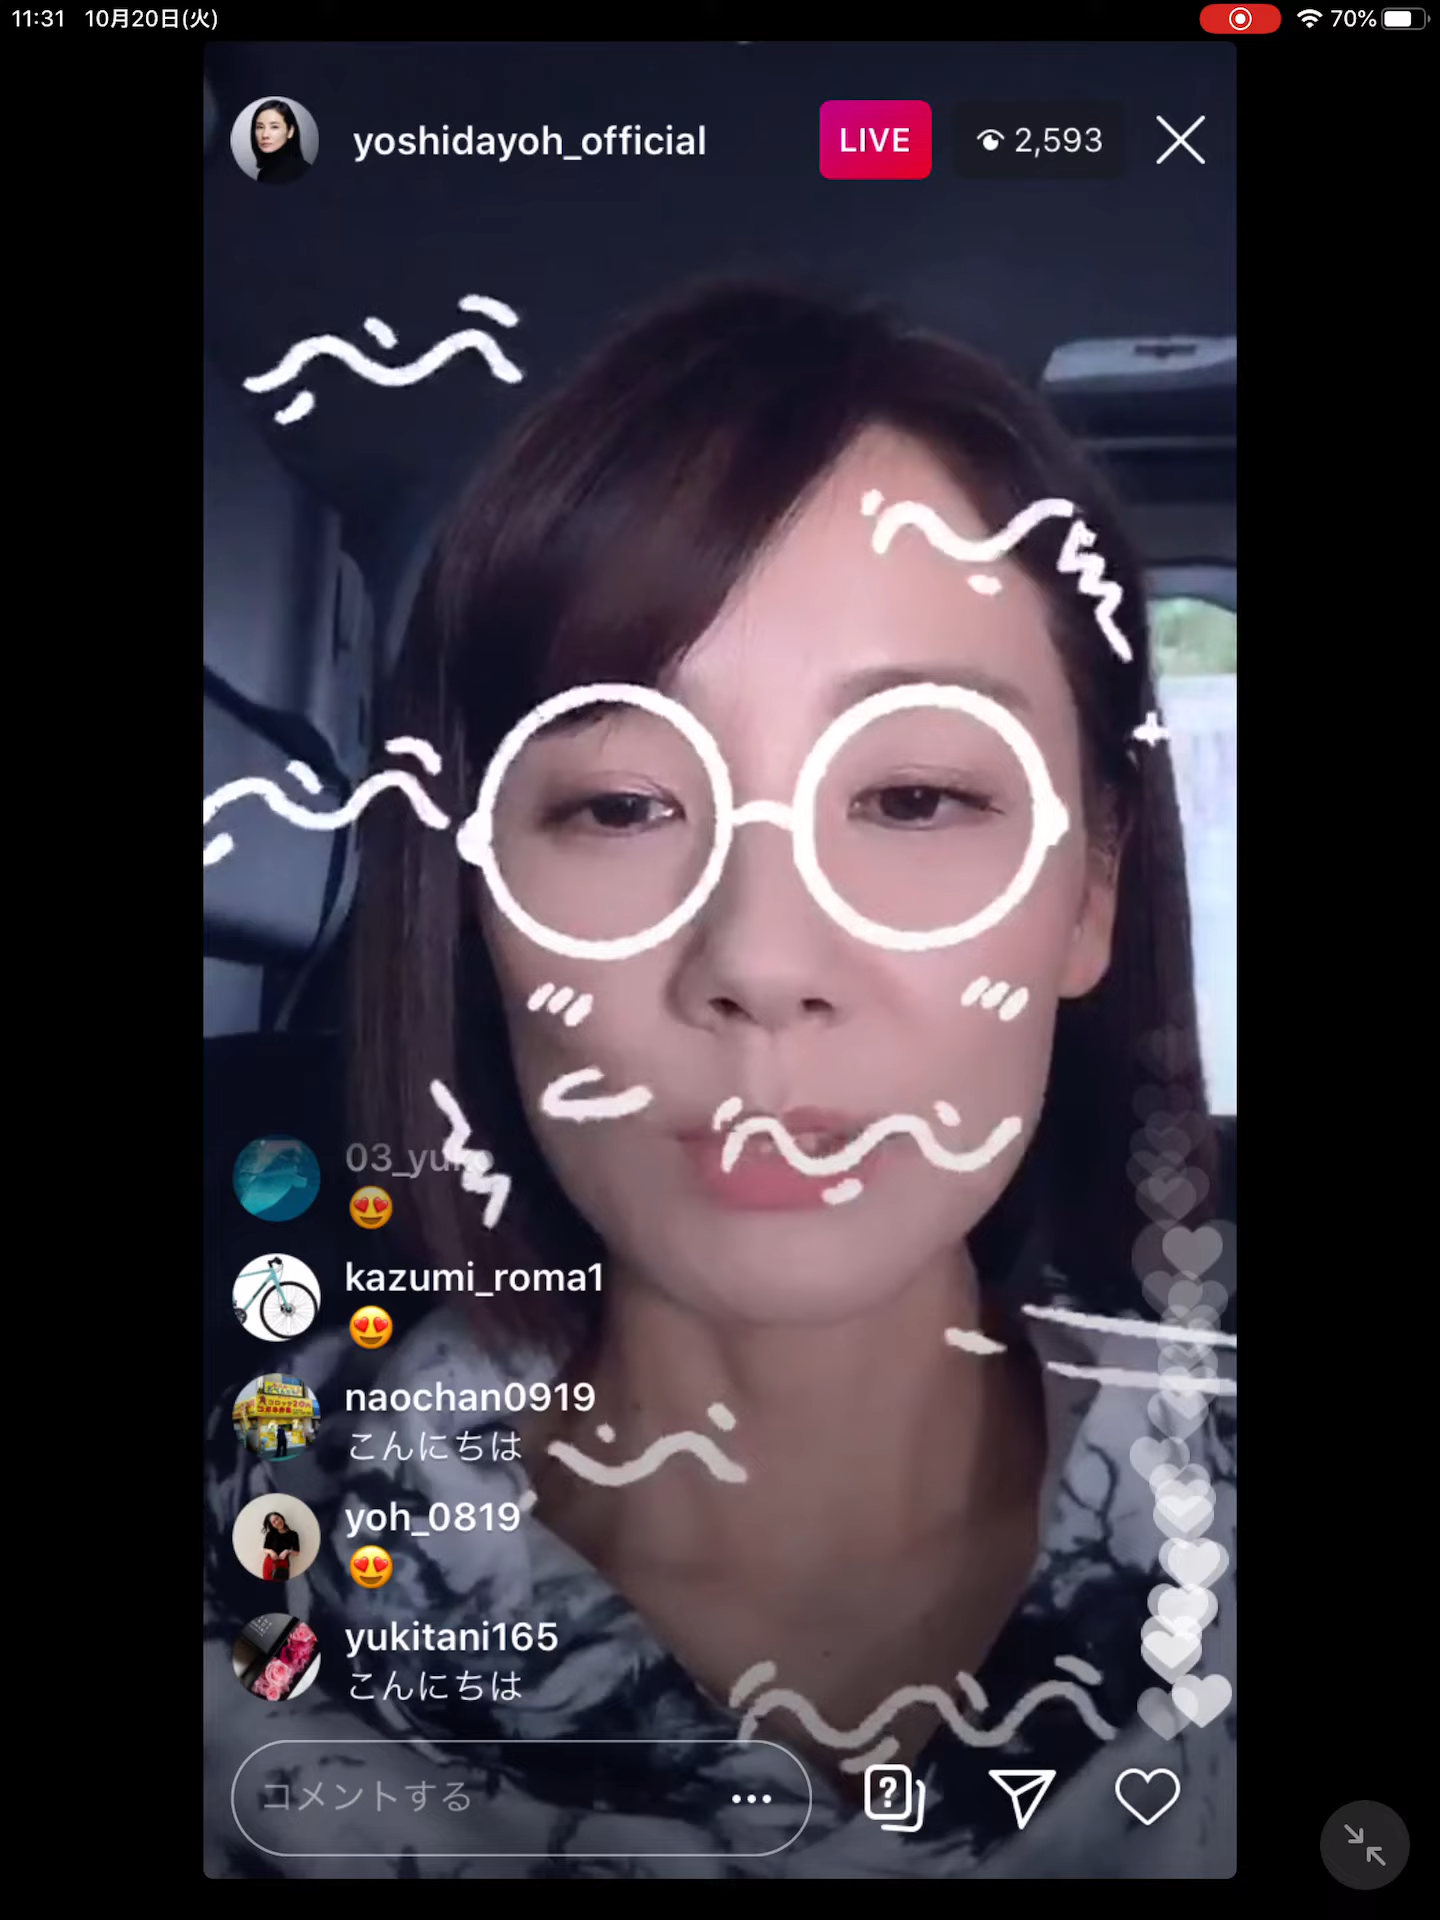 11:31 10月20日(火)
70%
yoshidayoh_official
LIVE
2,593
😍
kazumi_roma1
😍
naochan0919
こんにちは
yoh_0819
😍
yukitani165
こんにちは
コメントする